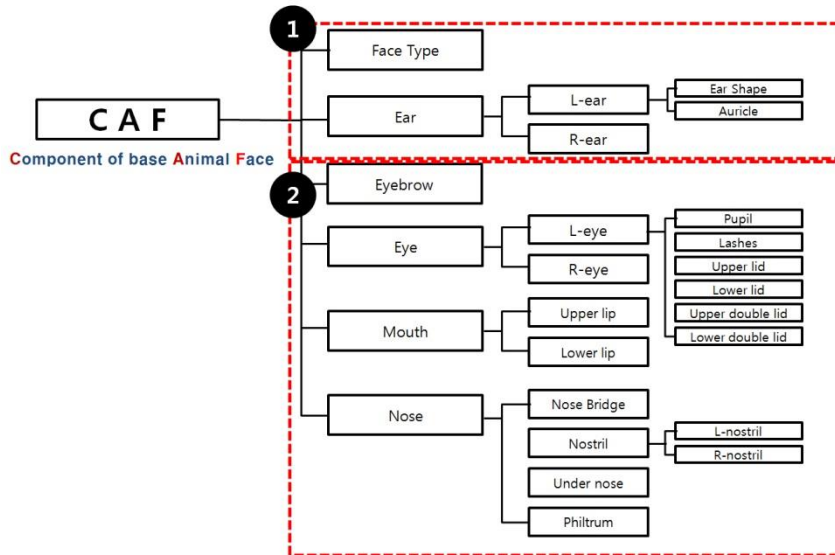 1
Face Type
Ear
L-ear
R-ear
Ear Shape
Auricle
C A F
Component of base Animal Face
2
Eyebrow
Eye
L-eye
R-eye
Pupil
Lashes
Upper lid
Lower lid
Upper double lid
Lower double lid
Mouth
Upper lip
Lower lip
Nose
Nose Bridge
Nostril
L-nostril
R-nostril
Under nose
Philtrum